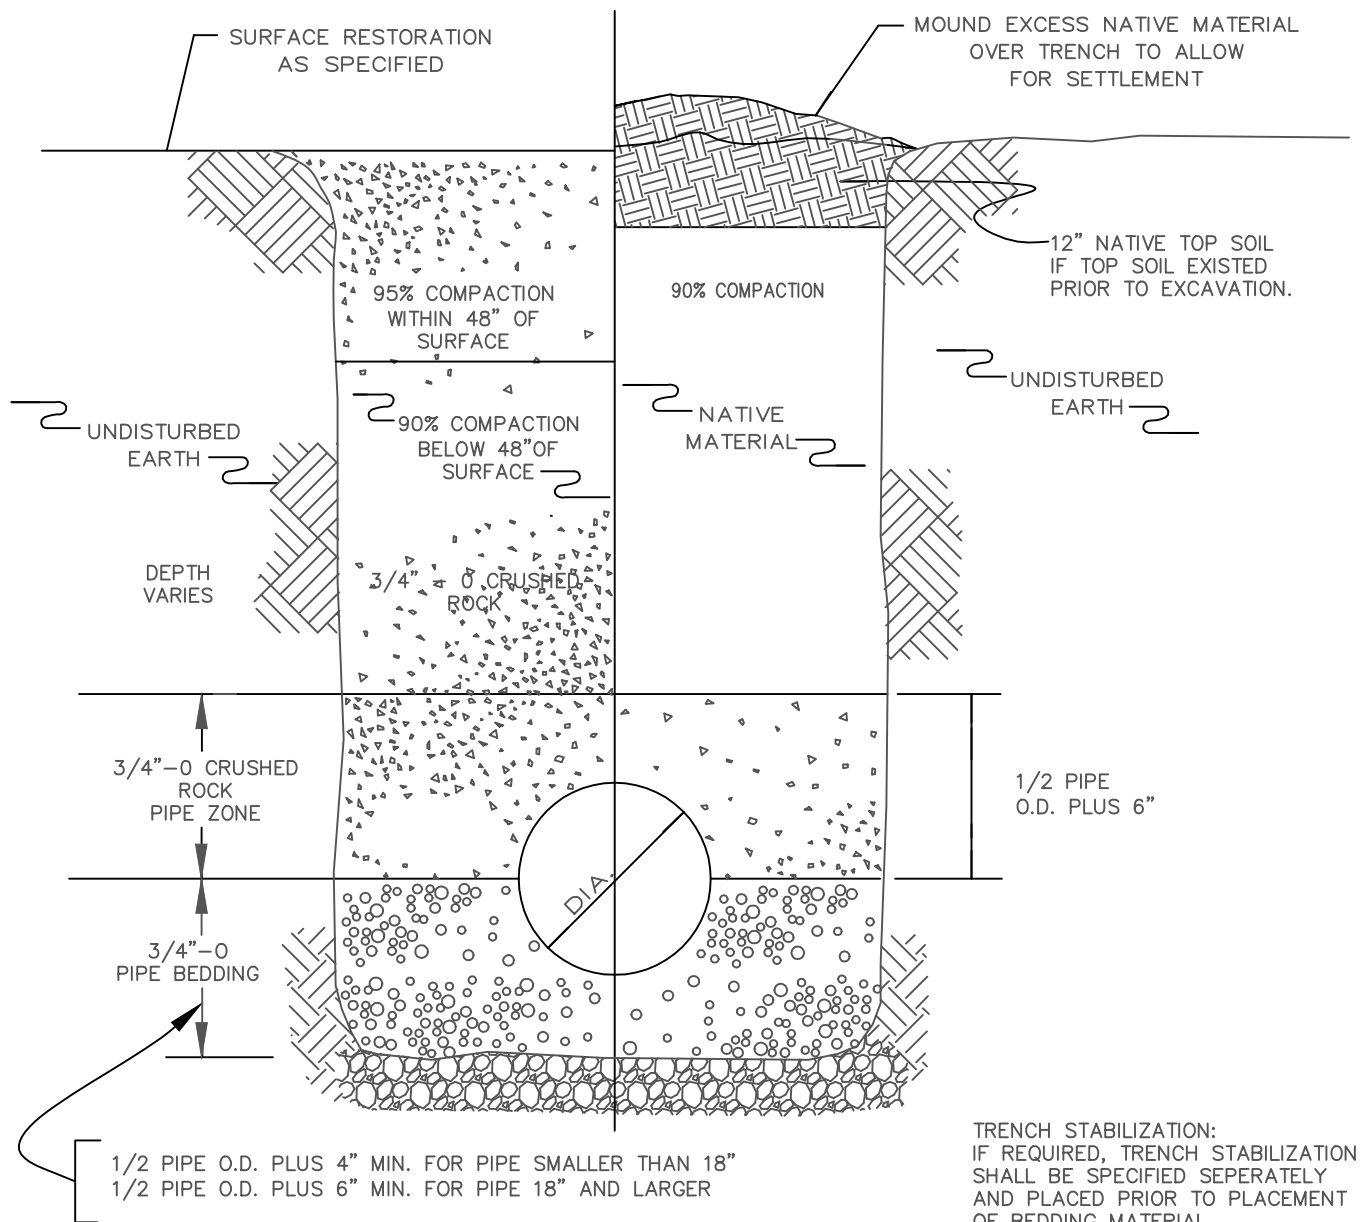 SURFACE RESTORATION
AS SPECIFIED
MOUND EXCESS NATIVE MATERIAL
OVER TRENCH TO ALLOW
FOR SETTLEMENT
12” NATIVE TOP SOIL
IF TOP SOIL EXISTED
PRIOR TO EXCAVATION.
95% COMPACTION
WITHIN 48” OF
SURFACE
90% COMPACTION
UNDISTURBED
EARTH
90% COMPACTION
BELOW 48”OF
SURFACE
NATIVE
MATERIAL
UNDISTURBED
EARTH
DEPTH
VARIES
3/4” – 0 CRUSHED
ROCK
3/4”–0 CRUSHED
ROCK
PIPE ZONE
1/2 PIPE
O.D. PLUS 6”
DIA.
3/4”–0
PIPE BEDDING
1/2 PIPE O.D. PLUS 4” MIN. FOR PIPE SMALLER THAN 18”
1/2 PIPE O.D. PLUS 6” MIN. FOR PIPE 18” AND LARGER
TRENCH STABILIZATION:
IF REQUIRED, TRENCH STABILIZATION
SHALL BE SPECIFIED SEPERATELY
AND PLACED PRIOR TO PLACEMENT
OF BEDDING MATERIAL